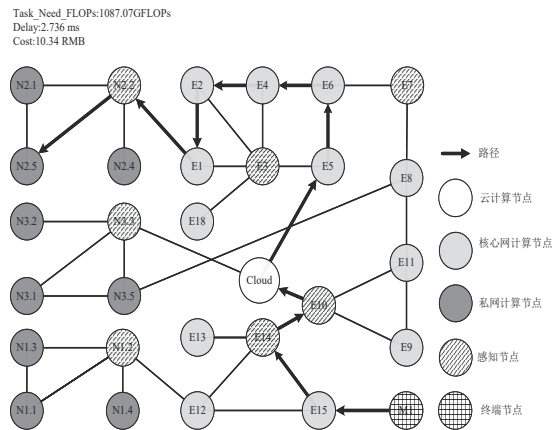 Task_Need_FLOPs:1087.07GFLOPs
Delay:2.736 ms
Cost:10.34 RMB
N2.1
N2.2
E2
E4
E6
E7
路径
N2.5
N2.4
E1
E3
E5
E8
云计算节点
N3.2
N3.3
E18
核心网计算节点
E11
Cloud
N3.1
N3.5
E10
私网计算节点
N1.3
N1.2
E13
E14
E9
感知节点
N1.1
N1.4
E12
E15
M1
终端节点